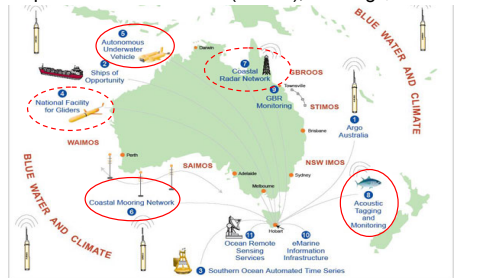 BLUE WATER AND CLIMATE
5
Autonomous
Underwater
Vehicle
Darwin
2
Ships of
Opportunity
7
Coastal
Radar Network
GBROOS
Townsville
4
National Facility
for Gliders
9
GBR
Monitoring
STIMOS
1
Argo
Australia
Brisbane
WAIMOS
Perth
SAIMOS
Adelaide
Sydney
NSW IMOS
Melbourne
BLUE WATER AND CLIMATE
Coastal Mooring Network
6
8
Acoustic
Tagging
and
Monitoring
Hobart
11
Ocean Remote
Sensing
Services
10
eMarine
Information
Infrastructure
3 Southern Ocean Automated Time Series